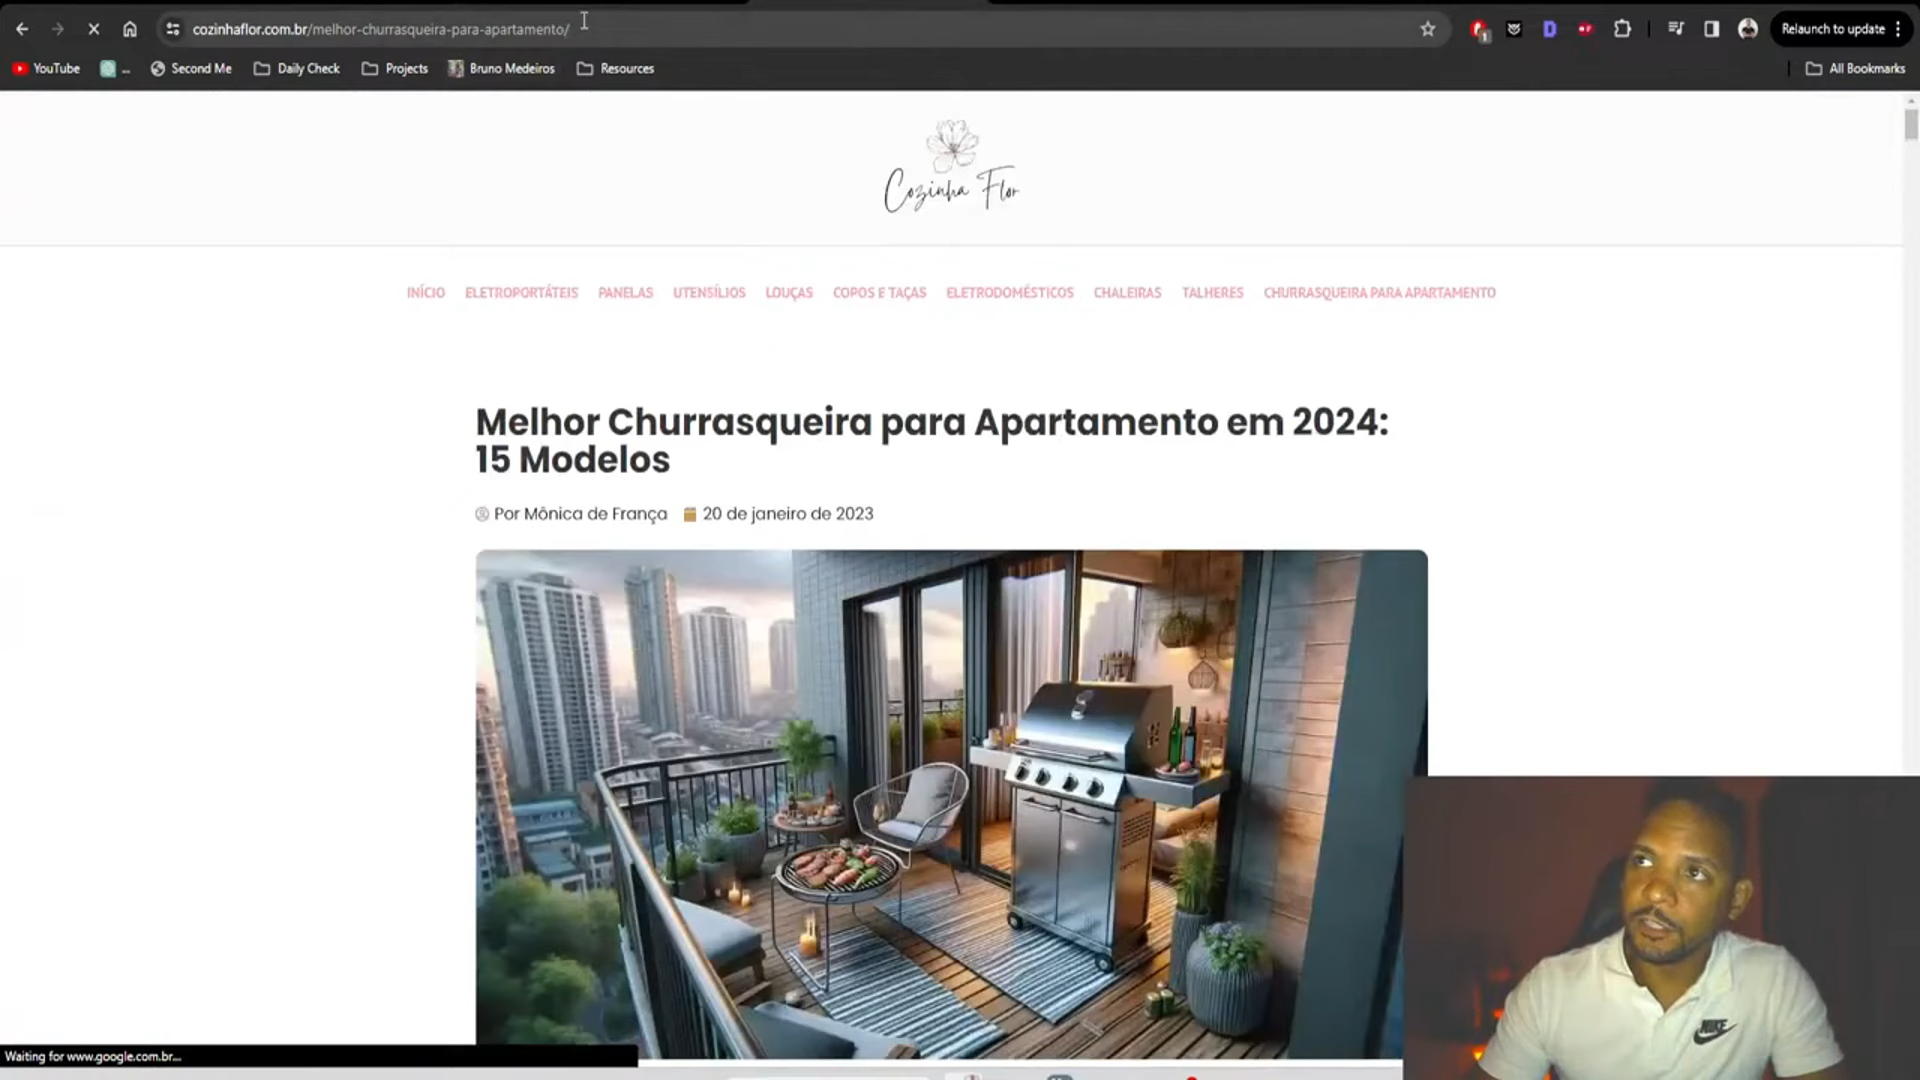 cozinhaflor.com.br/melhor-churrasqueira-para-apartamento/
Relaunch to update
YouTube
...
Second Me
Daily Check
Projects
Bruno Medeiros
Resources
All Bookmarks
Cozinha Flor
INÍCIO
ELETROPORTÁTEIS
PANELAS
UTENSÍLIOS
LOUÇAS
COPOS E TAÇAS
ELETRODOMÉSTICOS
CHALEIRAS
TALHERES
CHURRASQUEIRA PARA APARTAMENTO
Melhor Churrasqueira para Apartamento em 2024:
15 Modelos
Por Mônica de França
20 de janeiro de 2023
NIKE
Waiting for www.google.com.br...